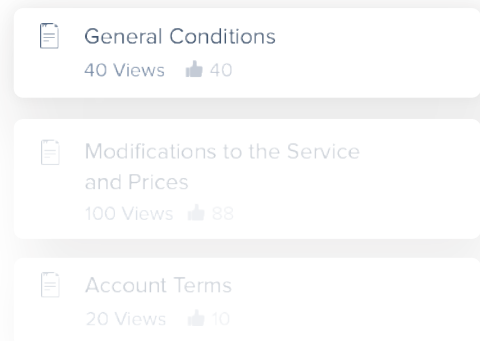 General Conditions
40 Views 40
Modifications to the Service
and Prices
100 Views 88
Account Terms
20 Views 10